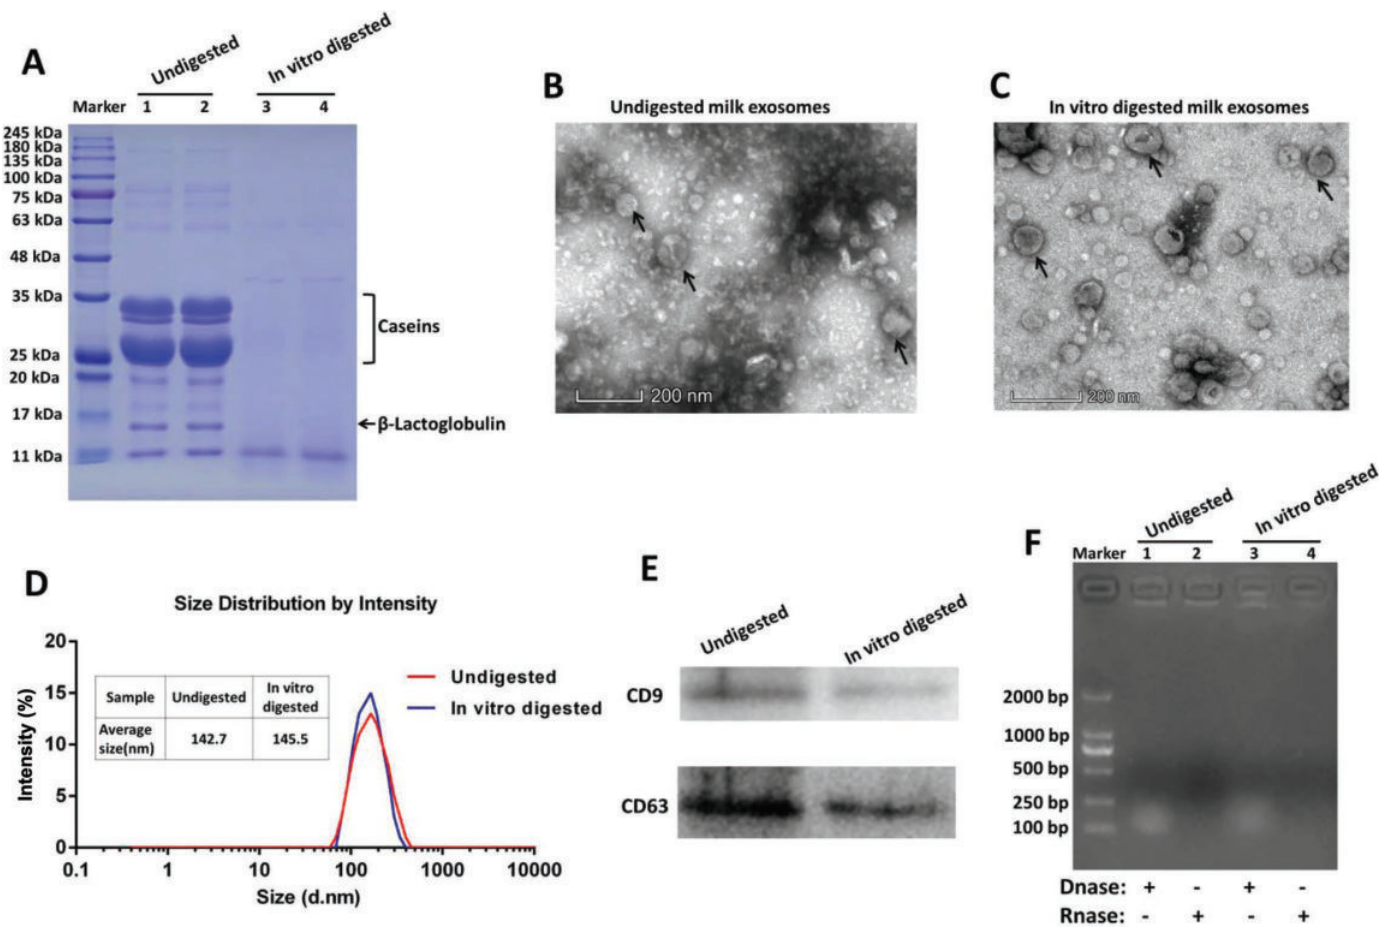 A
Undigested
In vitro digested
Marker 1 2 3 4
245 kDa
180 kDa
135 kDa
100 kDa
75 kDa
63 kDa
48 kDa
35 kDa
25 kDa
20 kDa
17 kDa
11 kDa
Caseins
β-Lactoglobulin
B
Undigested milk exosomes
200 nm
C
In vitro digested milk exosomes
200 nm
D
Size Distribution by Intensity
Intensity (%)
20
15
10
5
0
0.1 1 10 100 1000 10000
Size (d.nm)
Sample Undigested In vitro digested
Average size(nm) 142.7 145.5
Undigested
In vitro digested
E
Undigested
In vitro digested
CD9
CD63
F
Undigested
In vitro digested
Marker 1 2 3 4
2000 bp
1000 bp
500 bp
250 bp
100 bp
Dnase: + - + -
Rnase: - + - +